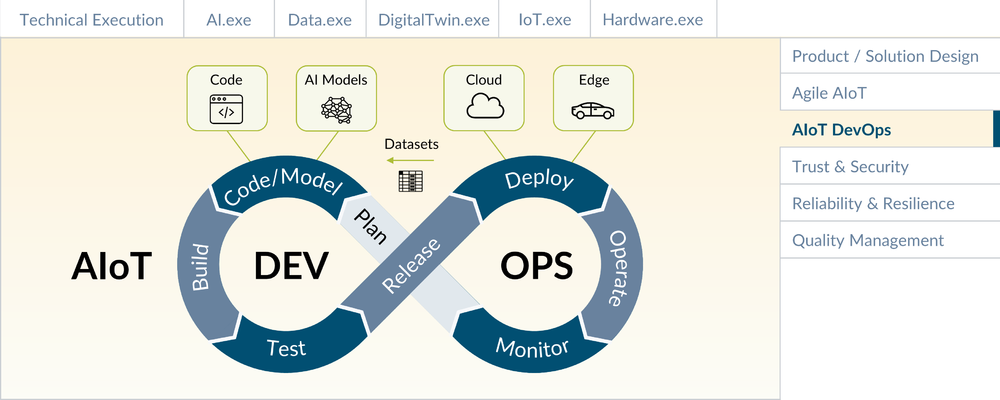 Technical Execution
AI.exe
Data.exe
DigitalTwin.exe
IoT.exe
Hardware.exe
Product / Solution Design
Agile AIoT
AIoT DevOps
Trust & Security
Reliability & Resilience
Quality Management
Code
AI Models
Cloud
Edge
Datasets
Code/Model
Plan
Deploy
Build
Release
Operate
AIoT
DEV
OPS
Test
Monitor